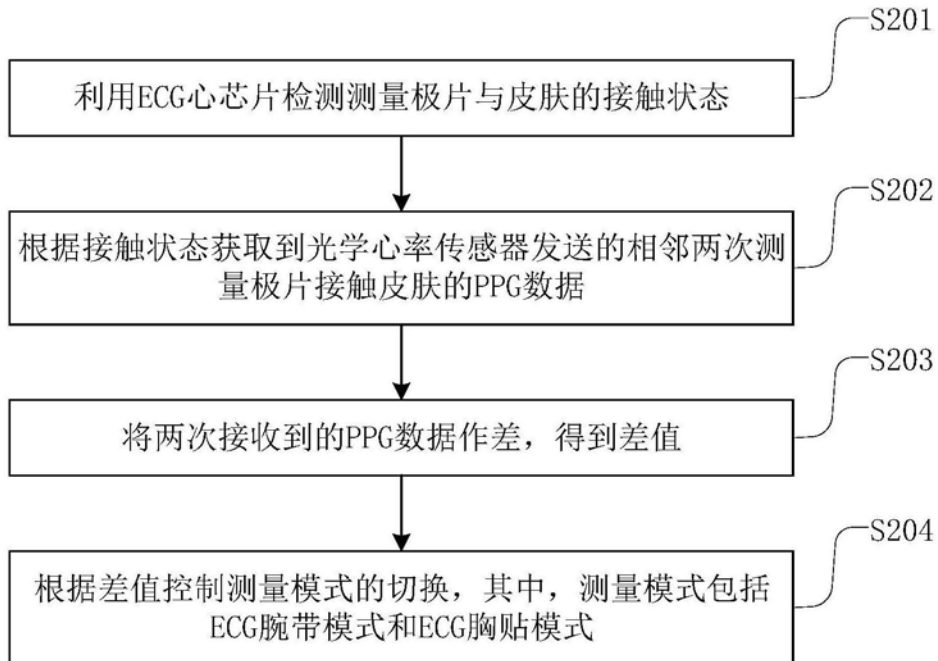 S201
利用ECG心芯片检测测量极片与皮肤的接触状态
S202
根据接触状态获取到光学心率传感器发送的相邻两次测
量极片接触皮肤的PPG数据
S203
将两次接收到的PPG数据作差，得到差值
S204
根据差值控制测量模式的切换，其中，测量模式包括
ECG腕带模式和ECG胸贴模式